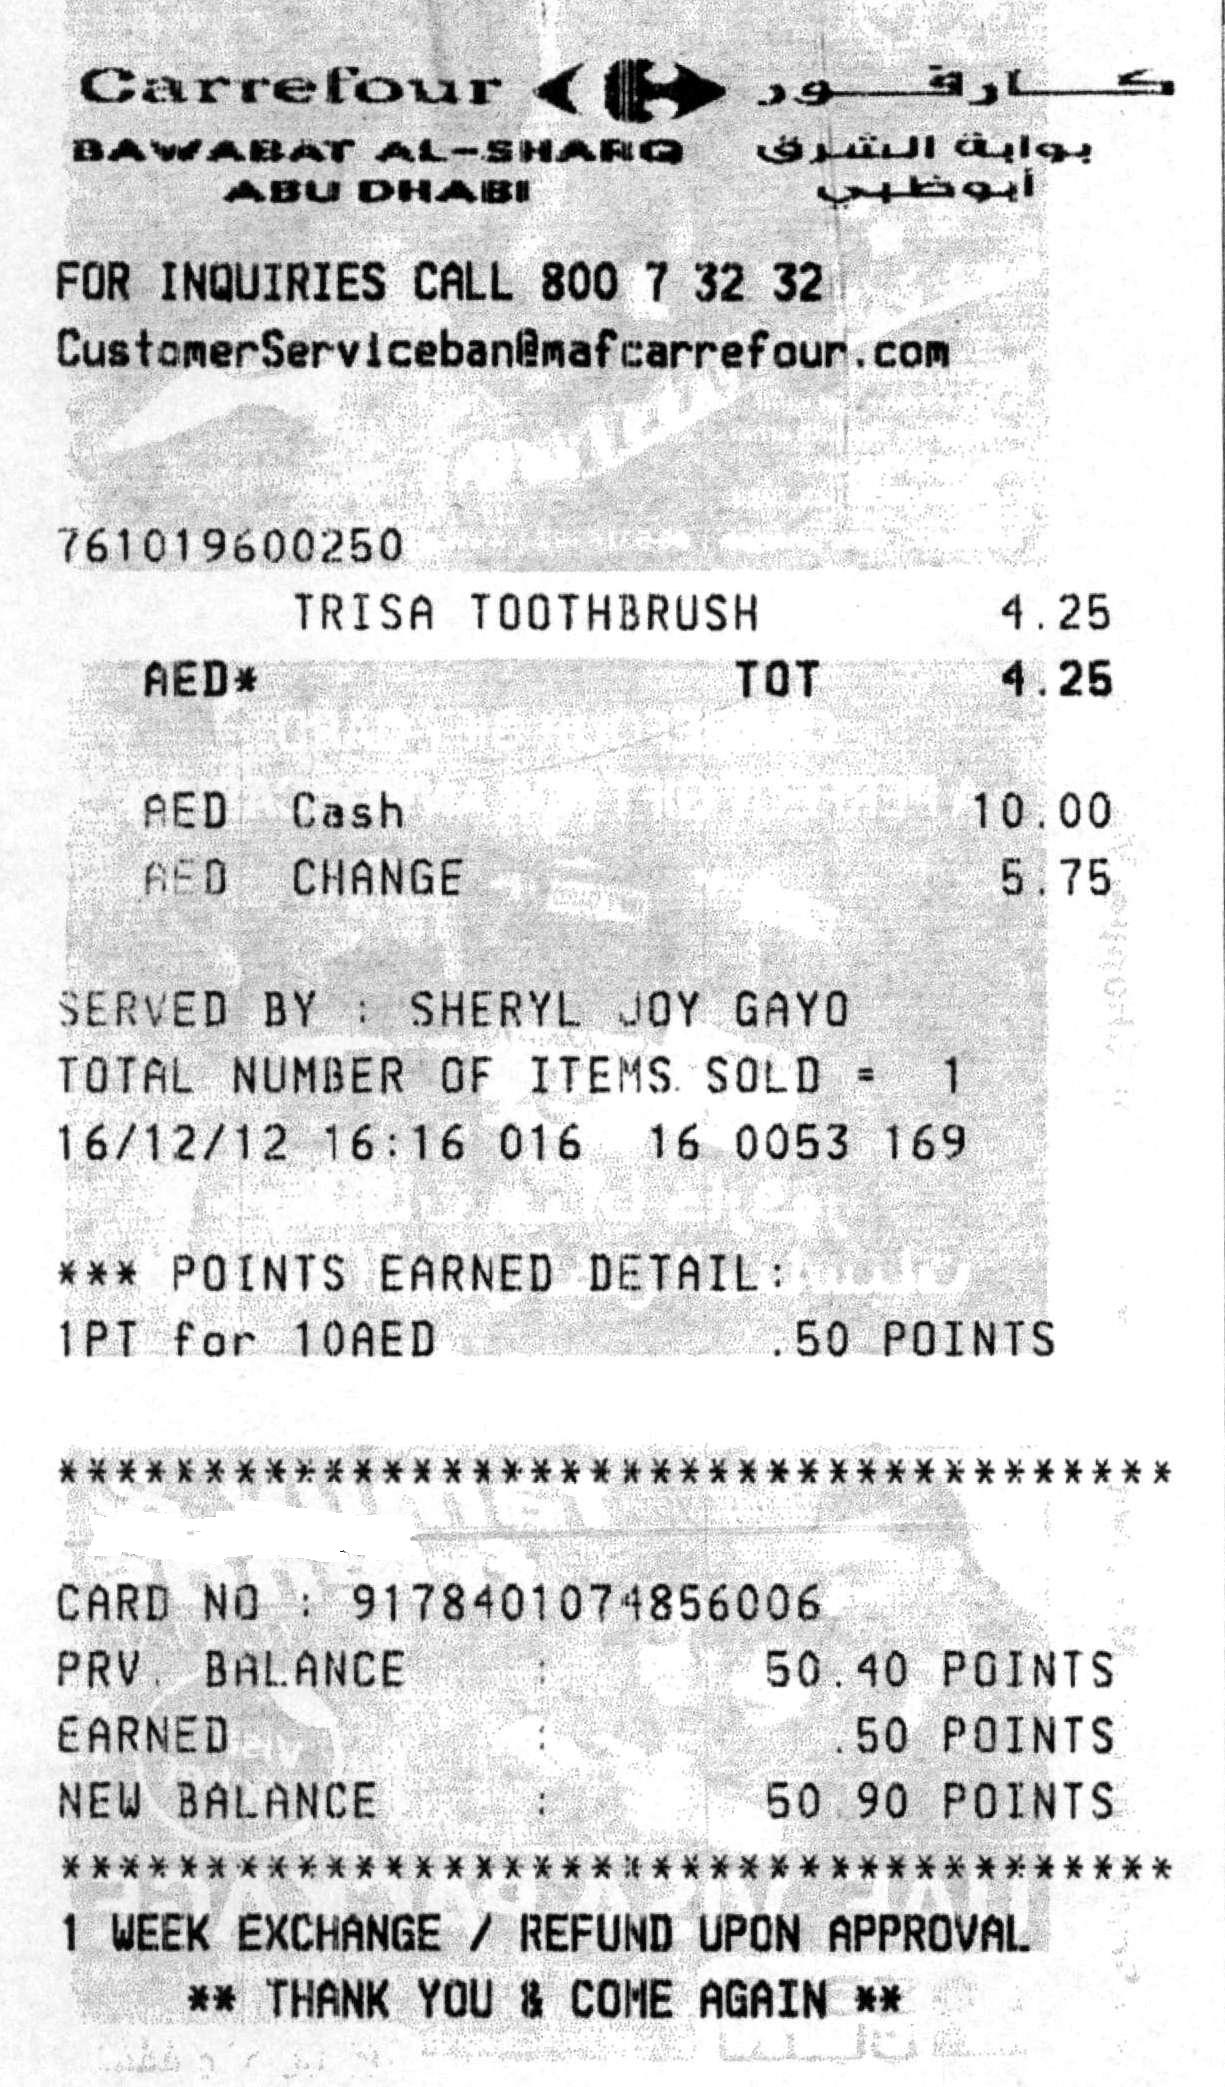 Carrefour كارفور
BAWABAT AL-SHARQ بوابة الشرق
ABU DHABI أبوظبي
FOR INQUIRIES CALL 800 7 32 32
CustomerServiceban@mafcarrefour.com
761019600250
TRISA TOOTHBRUSH 4.25
AED* TOT 4.25
AED Cash 10.00
AED CHANGE 5.75
SERVED BY : SHERYL JOY GAYO
TOTAL NUMBER OF ITEMS SOLD = 1
16/12/12 16:16 016 16 0053 169
*** POINTS EARNED DETAIL:
1PT for 10AED .50 POINTS
**************************************
CARD NO : 9178401074856006
PRV. BALANCE : 50.40 POINTS
EARNED : .50 POINTS
NEW BALANCE : 50.90 POINTS
**************************************
1 WEEK EXCHANGE / REFUND UPON APPROVAL
** THANK YOU & COME AGAIN **